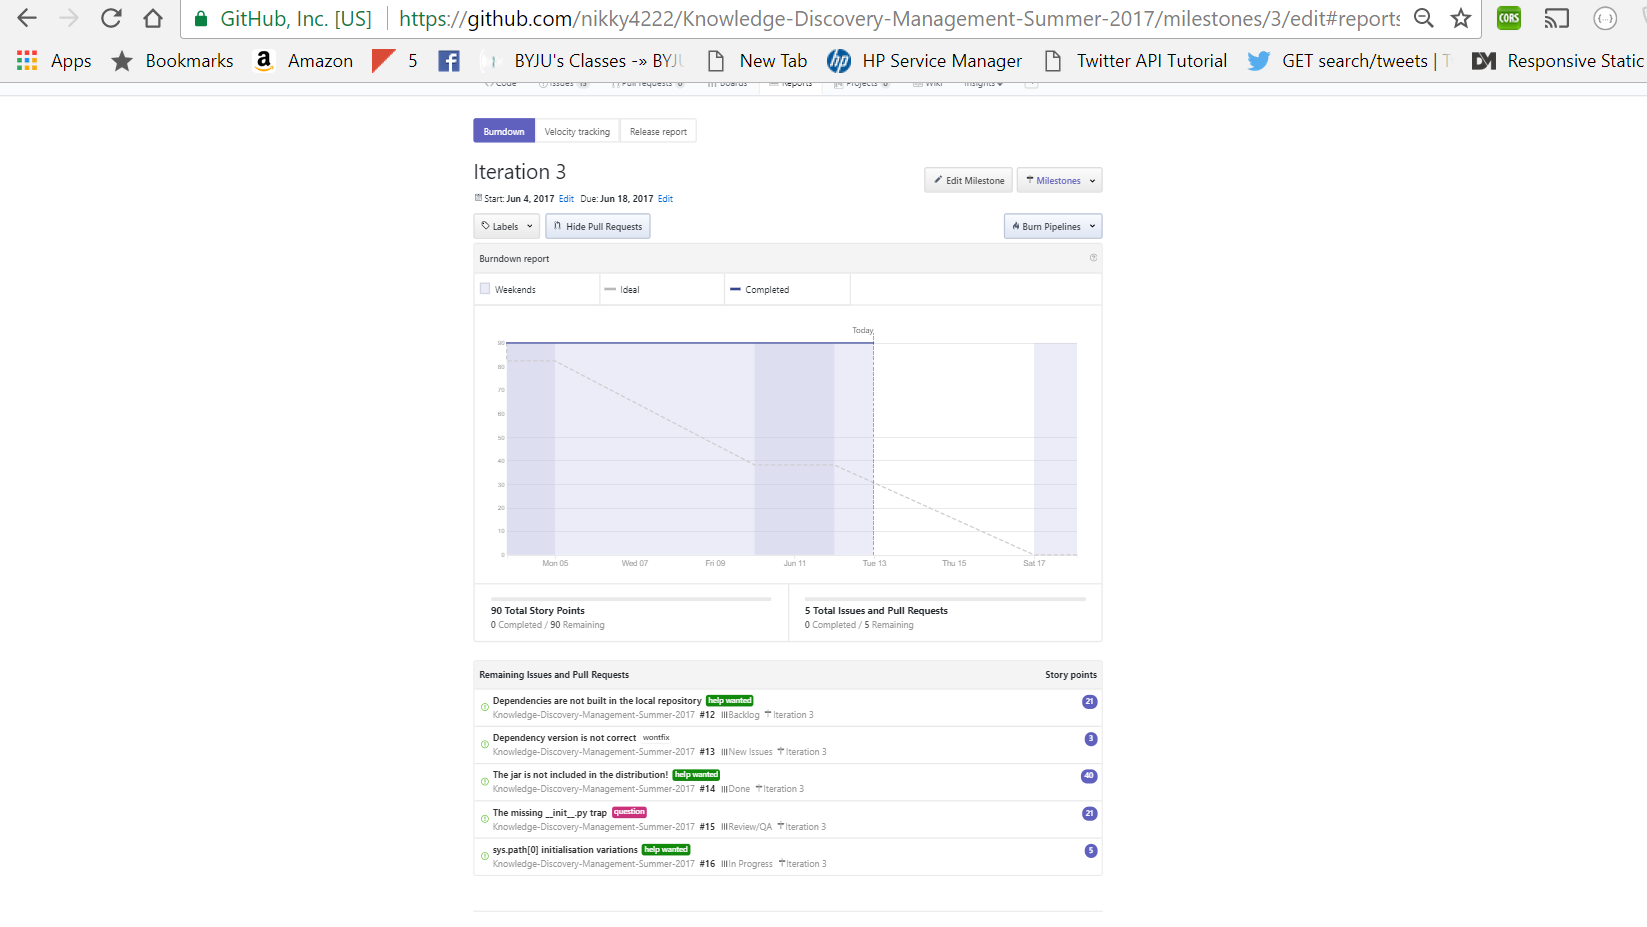 GitHub, Inc. [US] https://github.com/nikky4222/Knowledge-Discovery-Management-Summer-2017/milestones/3/edit#reports CORS
Apps Bookmarks Amazon 5 BYJU's Classes -» BYJU New Tab HP Service Manager Twitter API Tutorial GET search/tweets | T Responsive Static
Code Issues 15 Pull requests 0 Boards Reports Projects 0 Wiki Insights
Burndown Velocity tracking Release report
Iteration 3
Edit Milestone Milestones
Start: Jun 4, 2017 Edit Due: Jun 18, 2017 Edit
Labels Hide Pull Requests Burn Pipelines
Burndown report
Weekends Ideal Completed
Today
90
80
70
60
50
40
30
20
10
0
Mon 05 Wed 07 Fri 09 Jun 11 Tue 13 Thu 15 Sat 17
90 Total Story Points
0 Completed / 90 Remaining
5 Total Issues and Pull Requests
0 Completed / 5 Remaining
Remaining Issues and Pull Requests Story points
Dependencies are not built in the local repository help wanted 21
Knowledge-Discovery-Management-Summer-2017 #12 Backlog Iteration 3
Dependency version is not correct wontfix 3
Knowledge-Discovery-Management-Summer-2017 #13 New Issues Iteration 3
The jar is not included in the distribution! help wanted 40
Knowledge-Discovery-Management-Summer-2017 #14 Done Iteration 3
The missing __init__.py trap question 21
Knowledge-Discovery-Management-Summer-2017 #15 Review/QA Iteration 3
sys.path[0] initialisation variations help wanted 5
Knowledge-Discovery-Management-Summer-2017 #16 In Progress Iteration 3